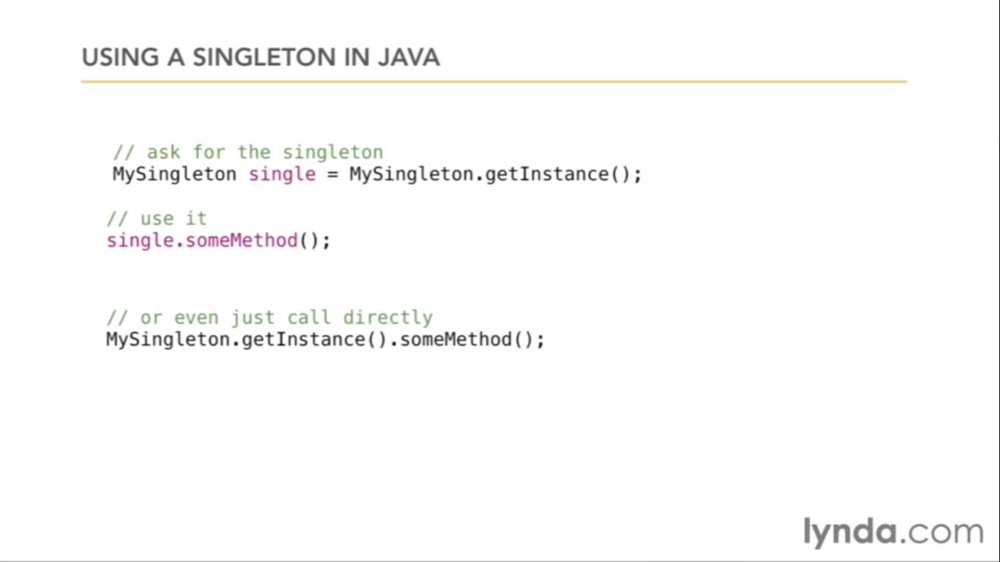 USING A SINGLETON IN JAVA
// ask for the singleton
MySingleton single = MySingleton.getInstance();
// use it
single.someMethod();
// or even just call directly
MySingleton.getInstance().someMethod();
lynda.com